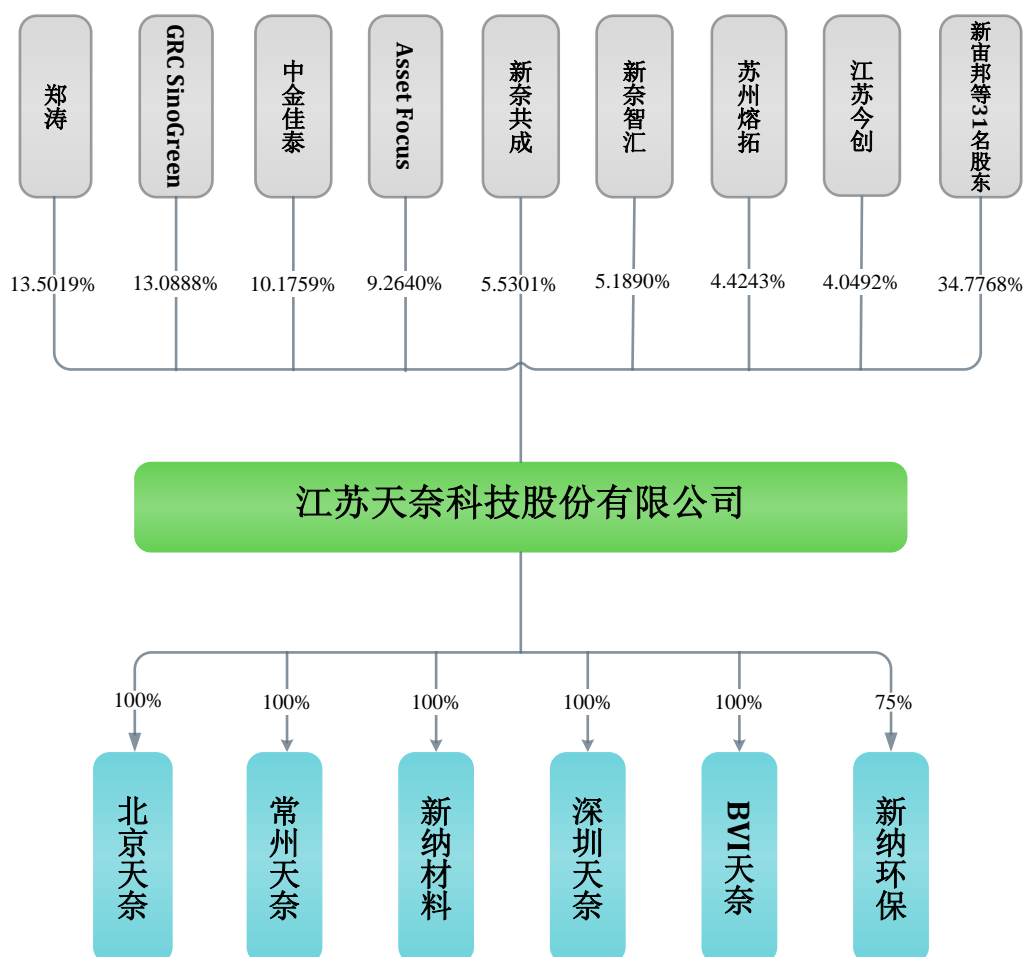 郑涛
GRC SinoGreen
中金佳泰
Asset Focus
新奈共成
新奈智汇
苏州熔拓
江苏今创
新宙邦等31名股东
13.5019%
13.0888%
10.1759%
9.2640%
5.5301%
5.1890%
4.4243%
4.0492%
34.7768%
江苏天奈科技股份有限公司
100%
100%
100%
100%
100%
75%
北京天奈
常州天奈
新纳材料
深圳天奈
BVI天奈
新纳环保